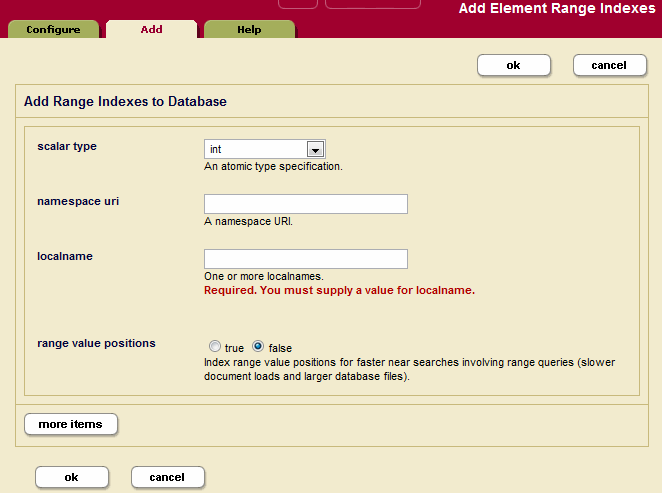 Add Element Range Indexes
Configure Add Help
ok cancel
Add Range Indexes to Database
scalar type int
An atomic type specification.
namespace uri
A namespace URI.
localname
One or more localnames.
Required. You must supply a value for localname.
range value positions true false
Index range value positions for faster near searches involving range queries (slower
document loads and larger database files).
more items
ok cancel